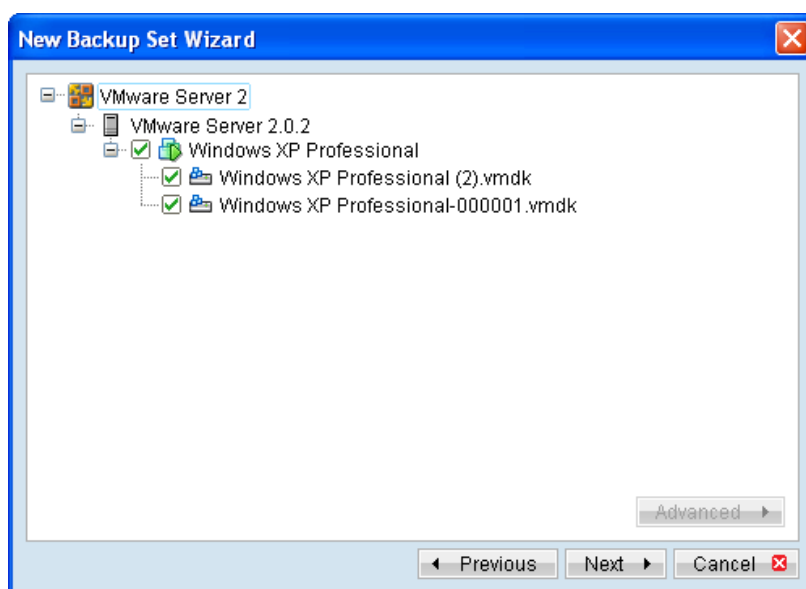 New Backup Set Wizard
VMware Server 2
VMware Server 2.0.2
Windows XP Professional
Windows XP Professional (2).vmdk
Windows XP Professional-000001.vmdk
Advanced
Previous Next Cancel